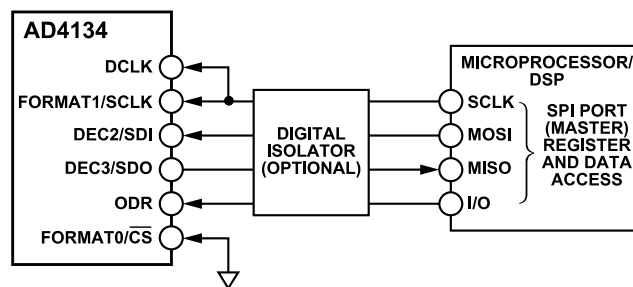 AD4134
DCLK
FORMAT1/SCLK
DEC2/SDI
DEC3/SDO
ODR
FORMAT0/CS
DIGITAL
ISOLATOR
(OPTIONAL)
MICROPROCESSOR/
DSP
SCLK
MOSI
MISO
I/O
SPI PORT
(MASTER)
REGISTER
AND DATA
ACCESS